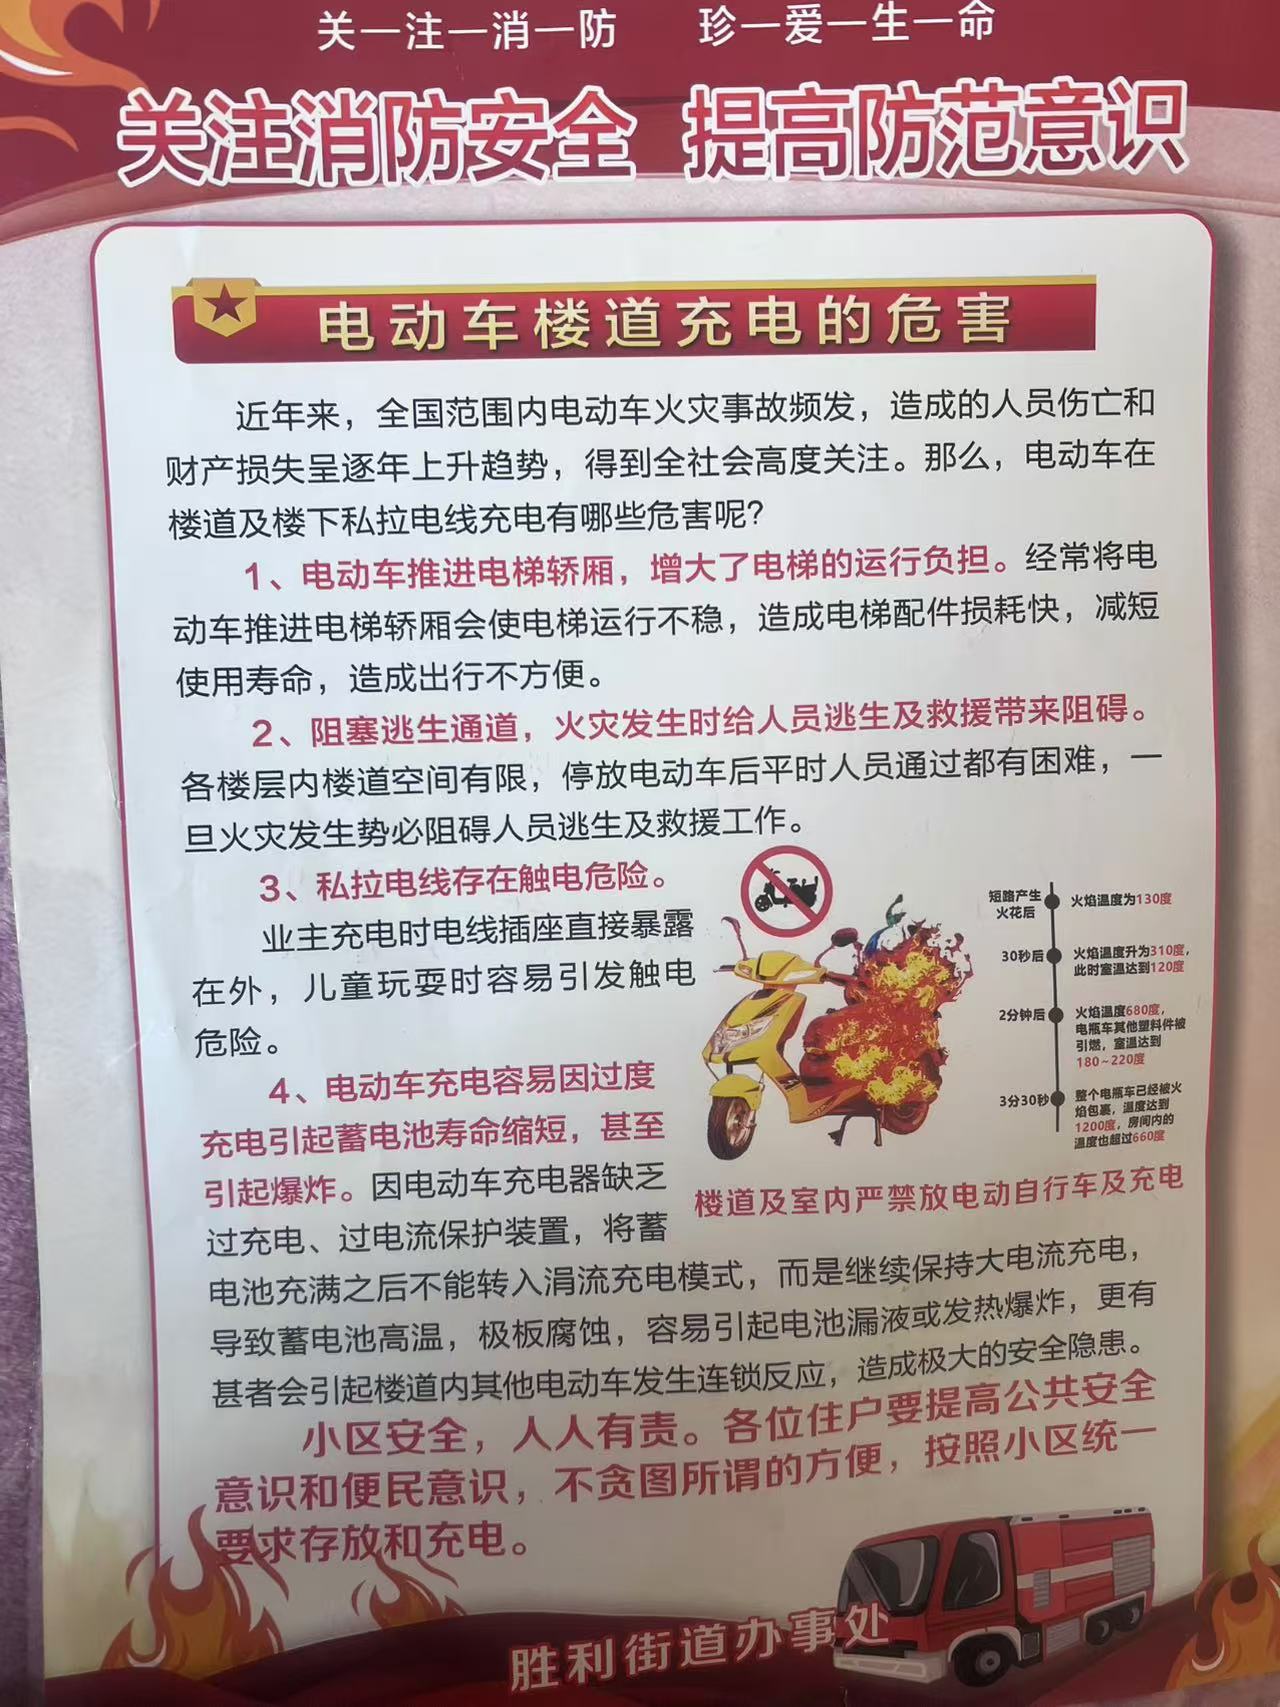 关一注一消一防　珍一爱一生一命
关注消防安全 提高防范意识
电动车楼道充电的危害
近年来，全国范围内电动车火灾事故频发，造成的人员伤亡和
财产损失呈逐年上升趋势，得到全社会高度关注。那么，电动车在
楼道及楼下私拉电线充电有哪些危害呢？
1、电动车推进电梯轿厢，增大了电梯的运行负担。经常将电
动车推进电梯轿厢会使电梯运行不稳，造成电梯配件损耗快，减短
使用寿命，造成出行不方便。
2、阻塞逃生通道，火灾发生时给人员逃生及救援带来阻碍。
各楼层内楼道空间有限，停放电动车后平时人员通过都有困难，一
旦火灾发生势必阻碍人员逃生及救援工作。
3、私拉电线存在触电危险。
业主充电时电线插座直接暴露
在外，儿童玩耍时容易引发触电
危险。
4、电动车充电容易因过度
充电引起蓄电池寿命缩短，甚至
引起爆炸。因电动车充电器缺乏
过充电、过电流保护装置，将蓄
电池充满之后不能转入涓流充电模式，而是继续保持大电流充电，
导致蓄电池高温，极板腐蚀，容易引起电池漏液或发热爆炸，更有
甚者会引起楼道内其他电动车发生连锁反应，造成极大的安全隐患。
短路产生
火花后
火焰温度为130度
30秒后
火焰温度升为310度，
此时室温达到120度
2分钟后
火焰温度680度，
电瓶车其他塑料件被
引燃，室温达到
180~220度
3分30秒
整个电瓶车已经被火
焰包裹，温度达到
1200度，房间内的
温度也超过660度
楼道及室内严禁放电动自行车及充电
小区安全，人人有责。各位住户要提高公共安全
意识和便民意识，不贪图所谓的方便，按照小区统一
要求存放和充电。
胜利街道办事处